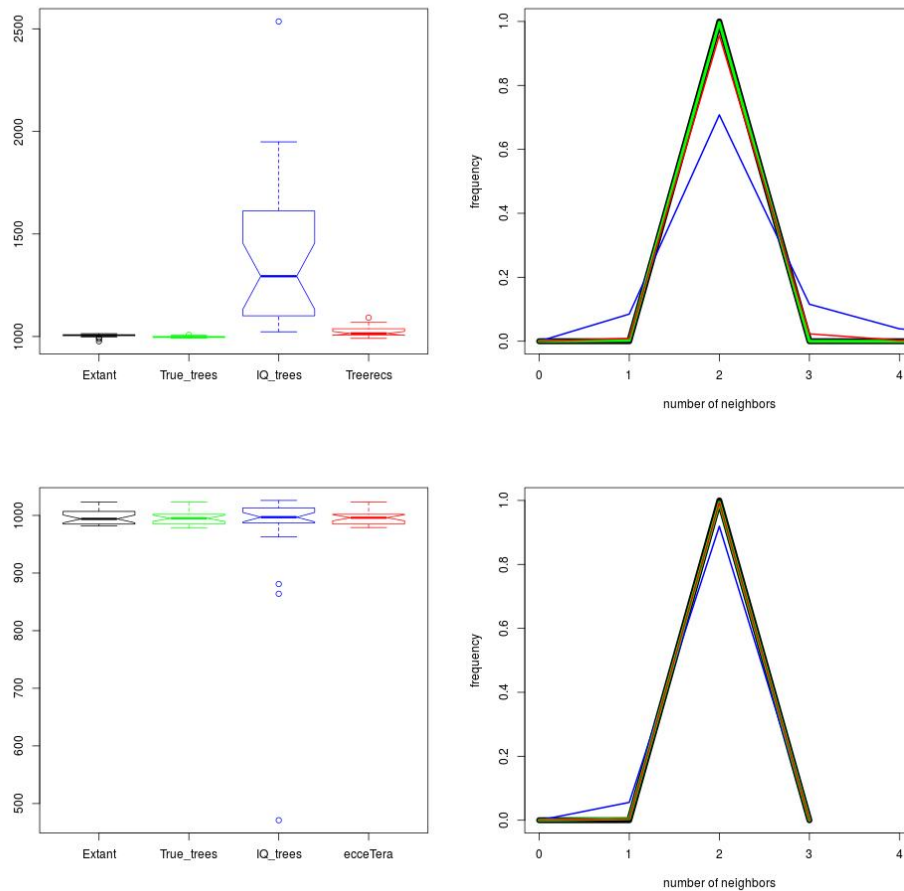 2500
2000
1500
1000
Extant True_trees IQ_trees Treerecs
1.0
0.8
0.6
0.4
0.2
0.0
frequency
0 1 2 3 4
number of neighbors
1000
900
800
700
600
500
Extant True_trees IQ_trees ecceTera
1.0
0.8
0.6
0.4
0.2
0.0
frequency
0 1 2 3 4
number of neighbors